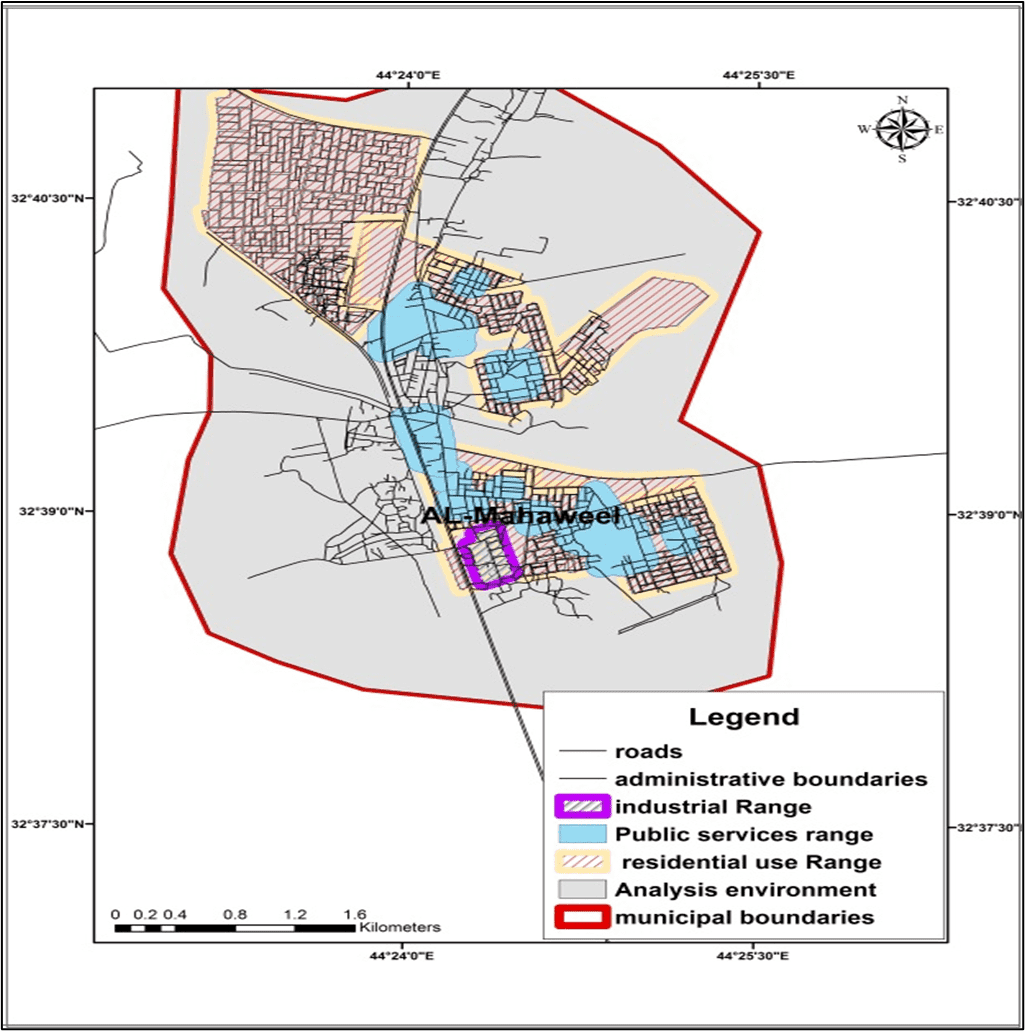 44°24'0"E 44°25'30"E
N
W E
S
32°40'30"N 32°40'30"
32°39'0"N 32°39'0"N
AL-Mahaweel
Legend
roads
administrative boundaries
industrial Range
Public services range
residential use Range
Analysis environment
municipal boundaries
32°37'30"N 32°37'30"
0 0.2 0.4 0.8 1.2 1.6
Kilometers
44°24'0"E 44°25'30"E